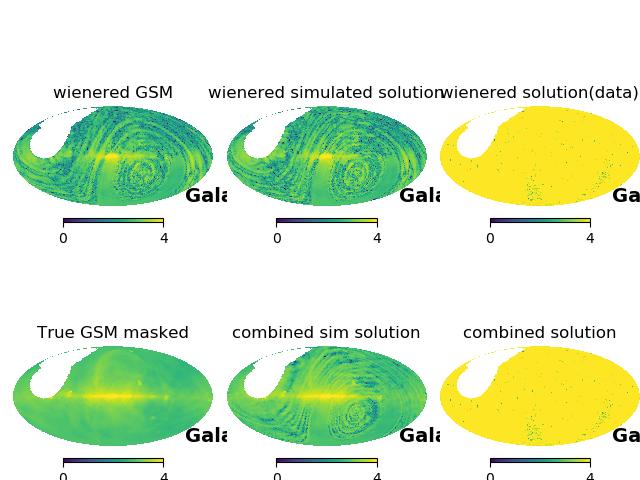 wienered GSM
wienered simulated solution
wienered solution(data)
Gala
Gala
Ga
0 4
0 4
0 4
True GSM masked
combined sim solution
combined solution
Gala
Gala
Ga
0 4
0 4
0 4